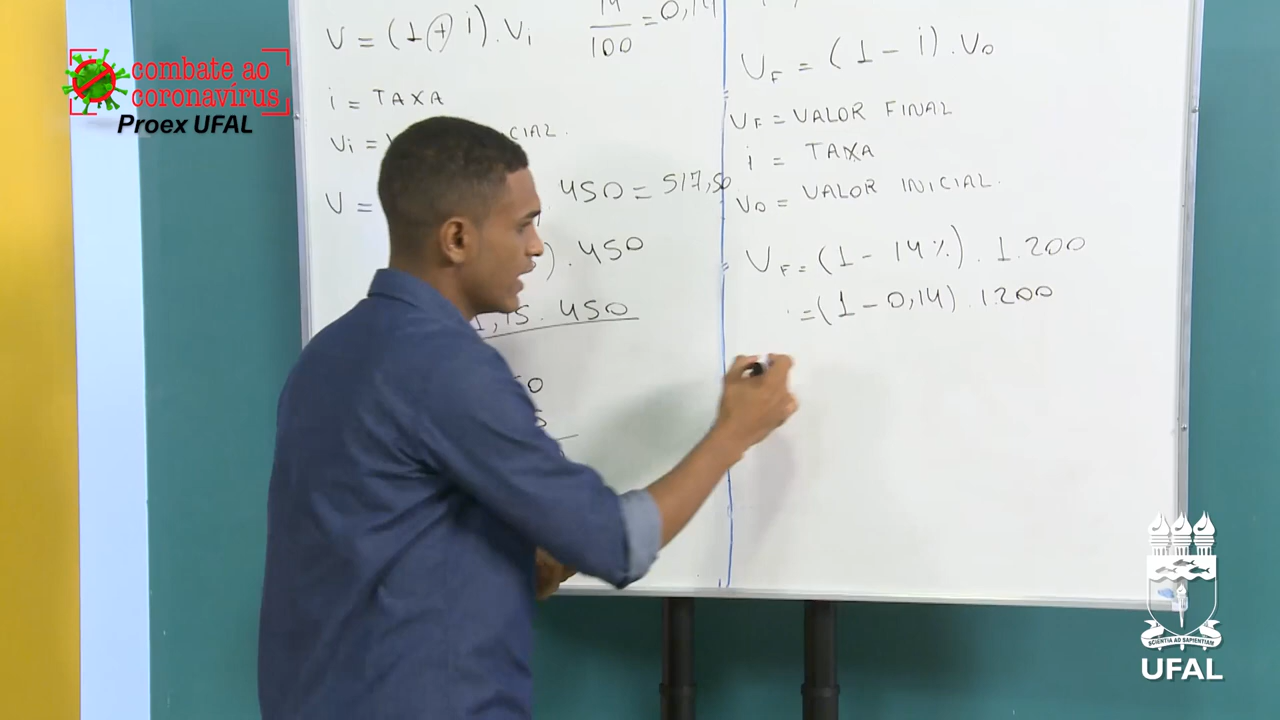 combate ao
coronavírus
Proex UFAL
V = (1 + i) . Vi
14/100 = 0,14
i = TAXA
Vi =
V = 450 = 517,50
) . 450
1,15 . 450
VF = (1 - i) . V0
VF = VALOR FINAL
i = TAXA
V0 = VALOR INICIAL.
VF = (1 - 14%) . 1.200
= (1 - 0,14) . 1.200
SCIENTIA AD SAPIENTIAM
UFAL